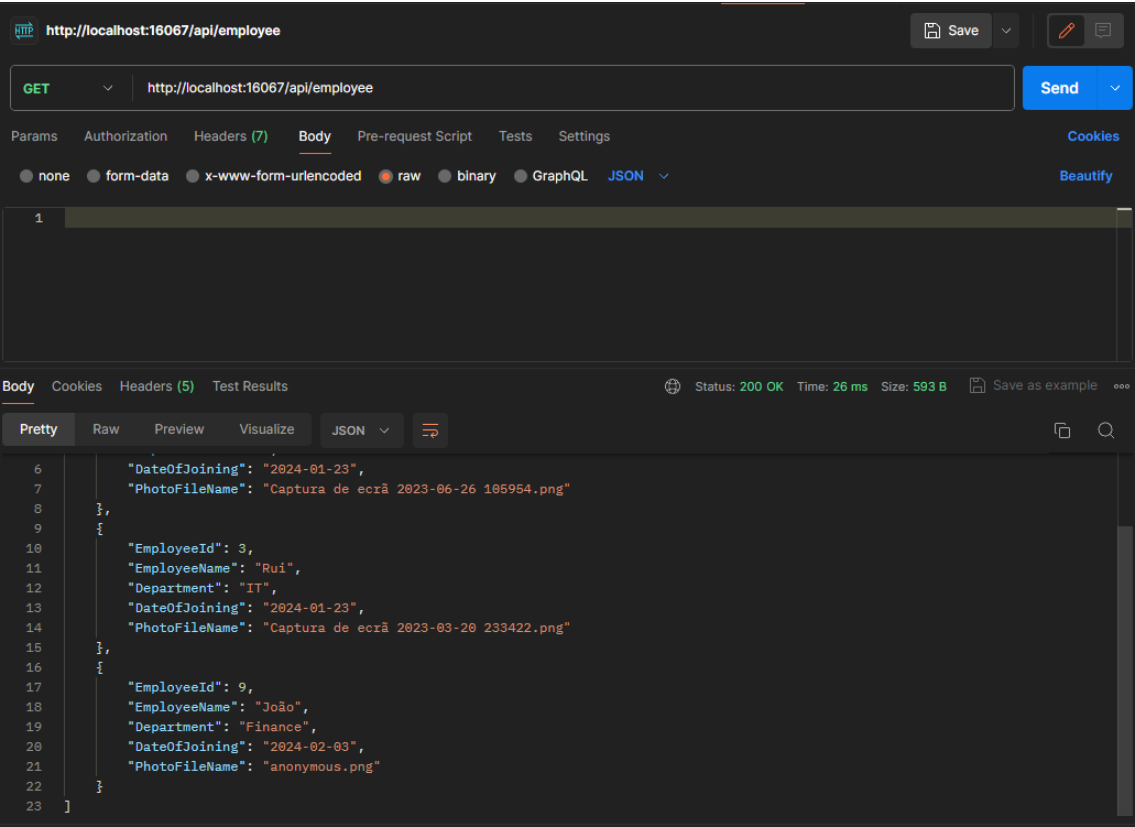 HTTP http://localhost:16067/api/employee Save
GET http://localhost:16067/api/employee Send
Params Authorization Headers (7) Body Pre-request Script Tests Settings Cookies
none form-data x-www-form-urlencoded raw binary GraphQL JSON Beautify
1
Body Cookies Headers (5) Test Results Status: 200 OK Time: 26 ms Size: 593 B Save as example
Pretty Raw Preview Visualize JSON
6 "DateOfJoining": "2024-01-23",
7 "PhotoFileName": "Captura de ecrã 2023-06-26 105954.png"
8 },
9 {
10 "EmployeeId": 3,
11 "EmployeeName": "Rui",
12 "Department": "IT",
13 "DateOfJoining": "2024-01-23",
14 "PhotoFileName": "Captura de ecrã 2023-03-20 233422.png"
15 },
16 {
17 "EmployeeId": 9,
18 "EmployeeName": "João",
19 "Department": "Finance",
20 "DateOfJoining": "2024-02-03",
21 "PhotoFileName": "anonymous.png"
22 }
23 ]